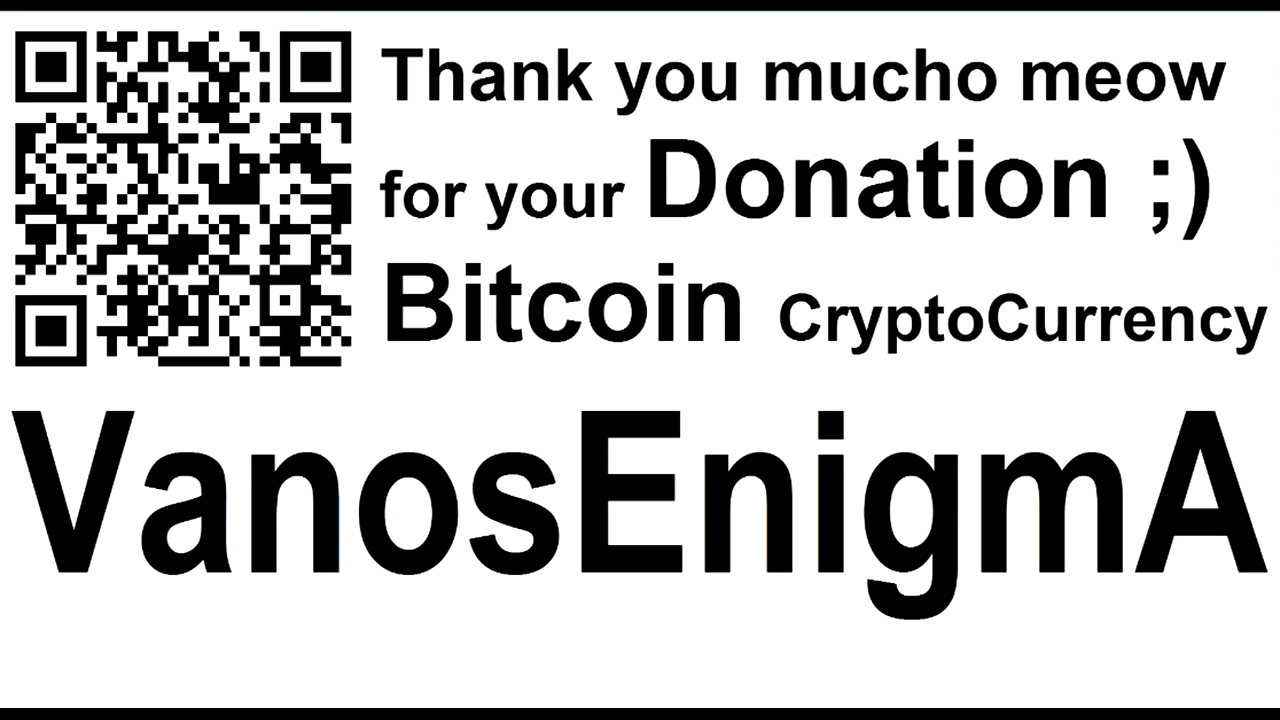 Thank you mucho meow
for your Donation ;)
Bitcoin CryptoCurrency
VanosEnigmA